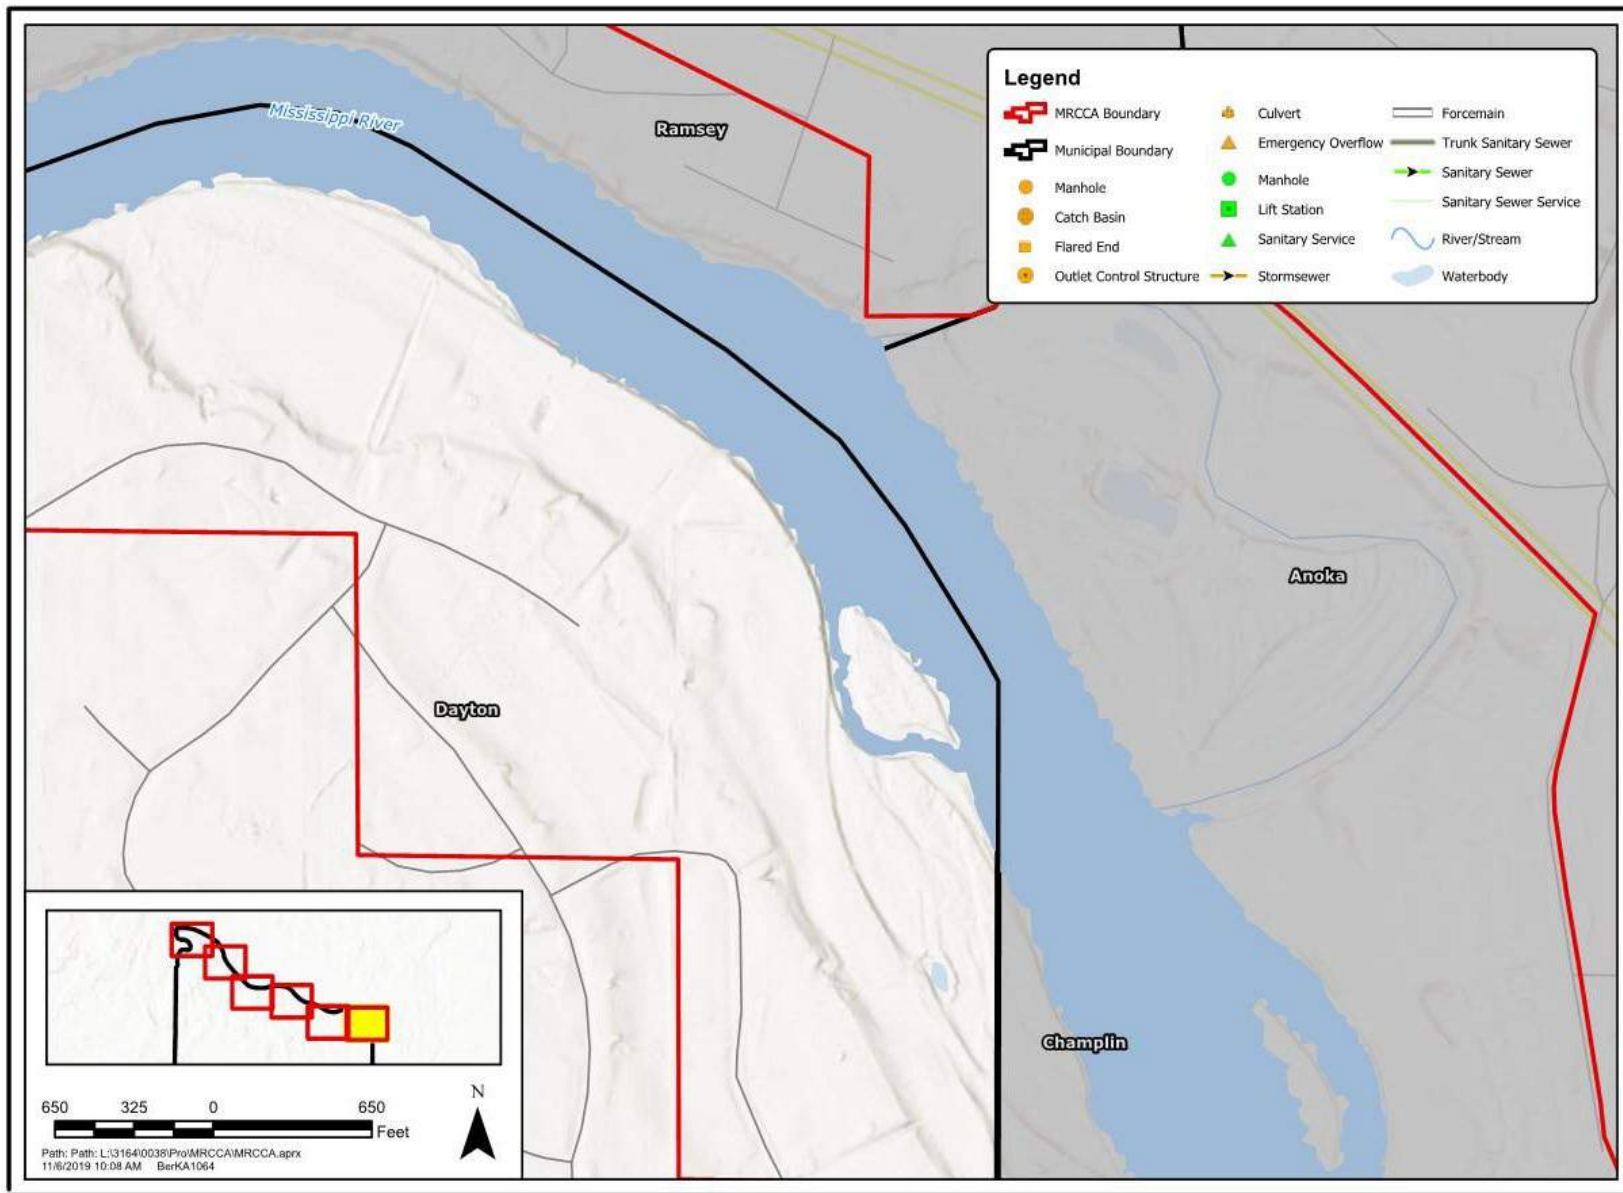 Mississippi River
Ramsey
Legend
MRCCA Boundary
Municipal Boundary
Manhole
Catch Basin
Flared End
Outlet Control Structure
Culvert
Emergency Overflow
Manhole
Lift Station
Sanitary Service
Stormsewer
Forcemain
Trunk Sanitary Sewer
Sanitary Sewer
Sanitary Sewer Service
River/Stream
Waterbody
Anoka
Dayton
Champlin
650 325 0 650
Feet
N
Path: Path: L:\3164\0038\Pro\MRCCA\MRCCA.aprx
11/6/2019 10:08 AM BerKA1064